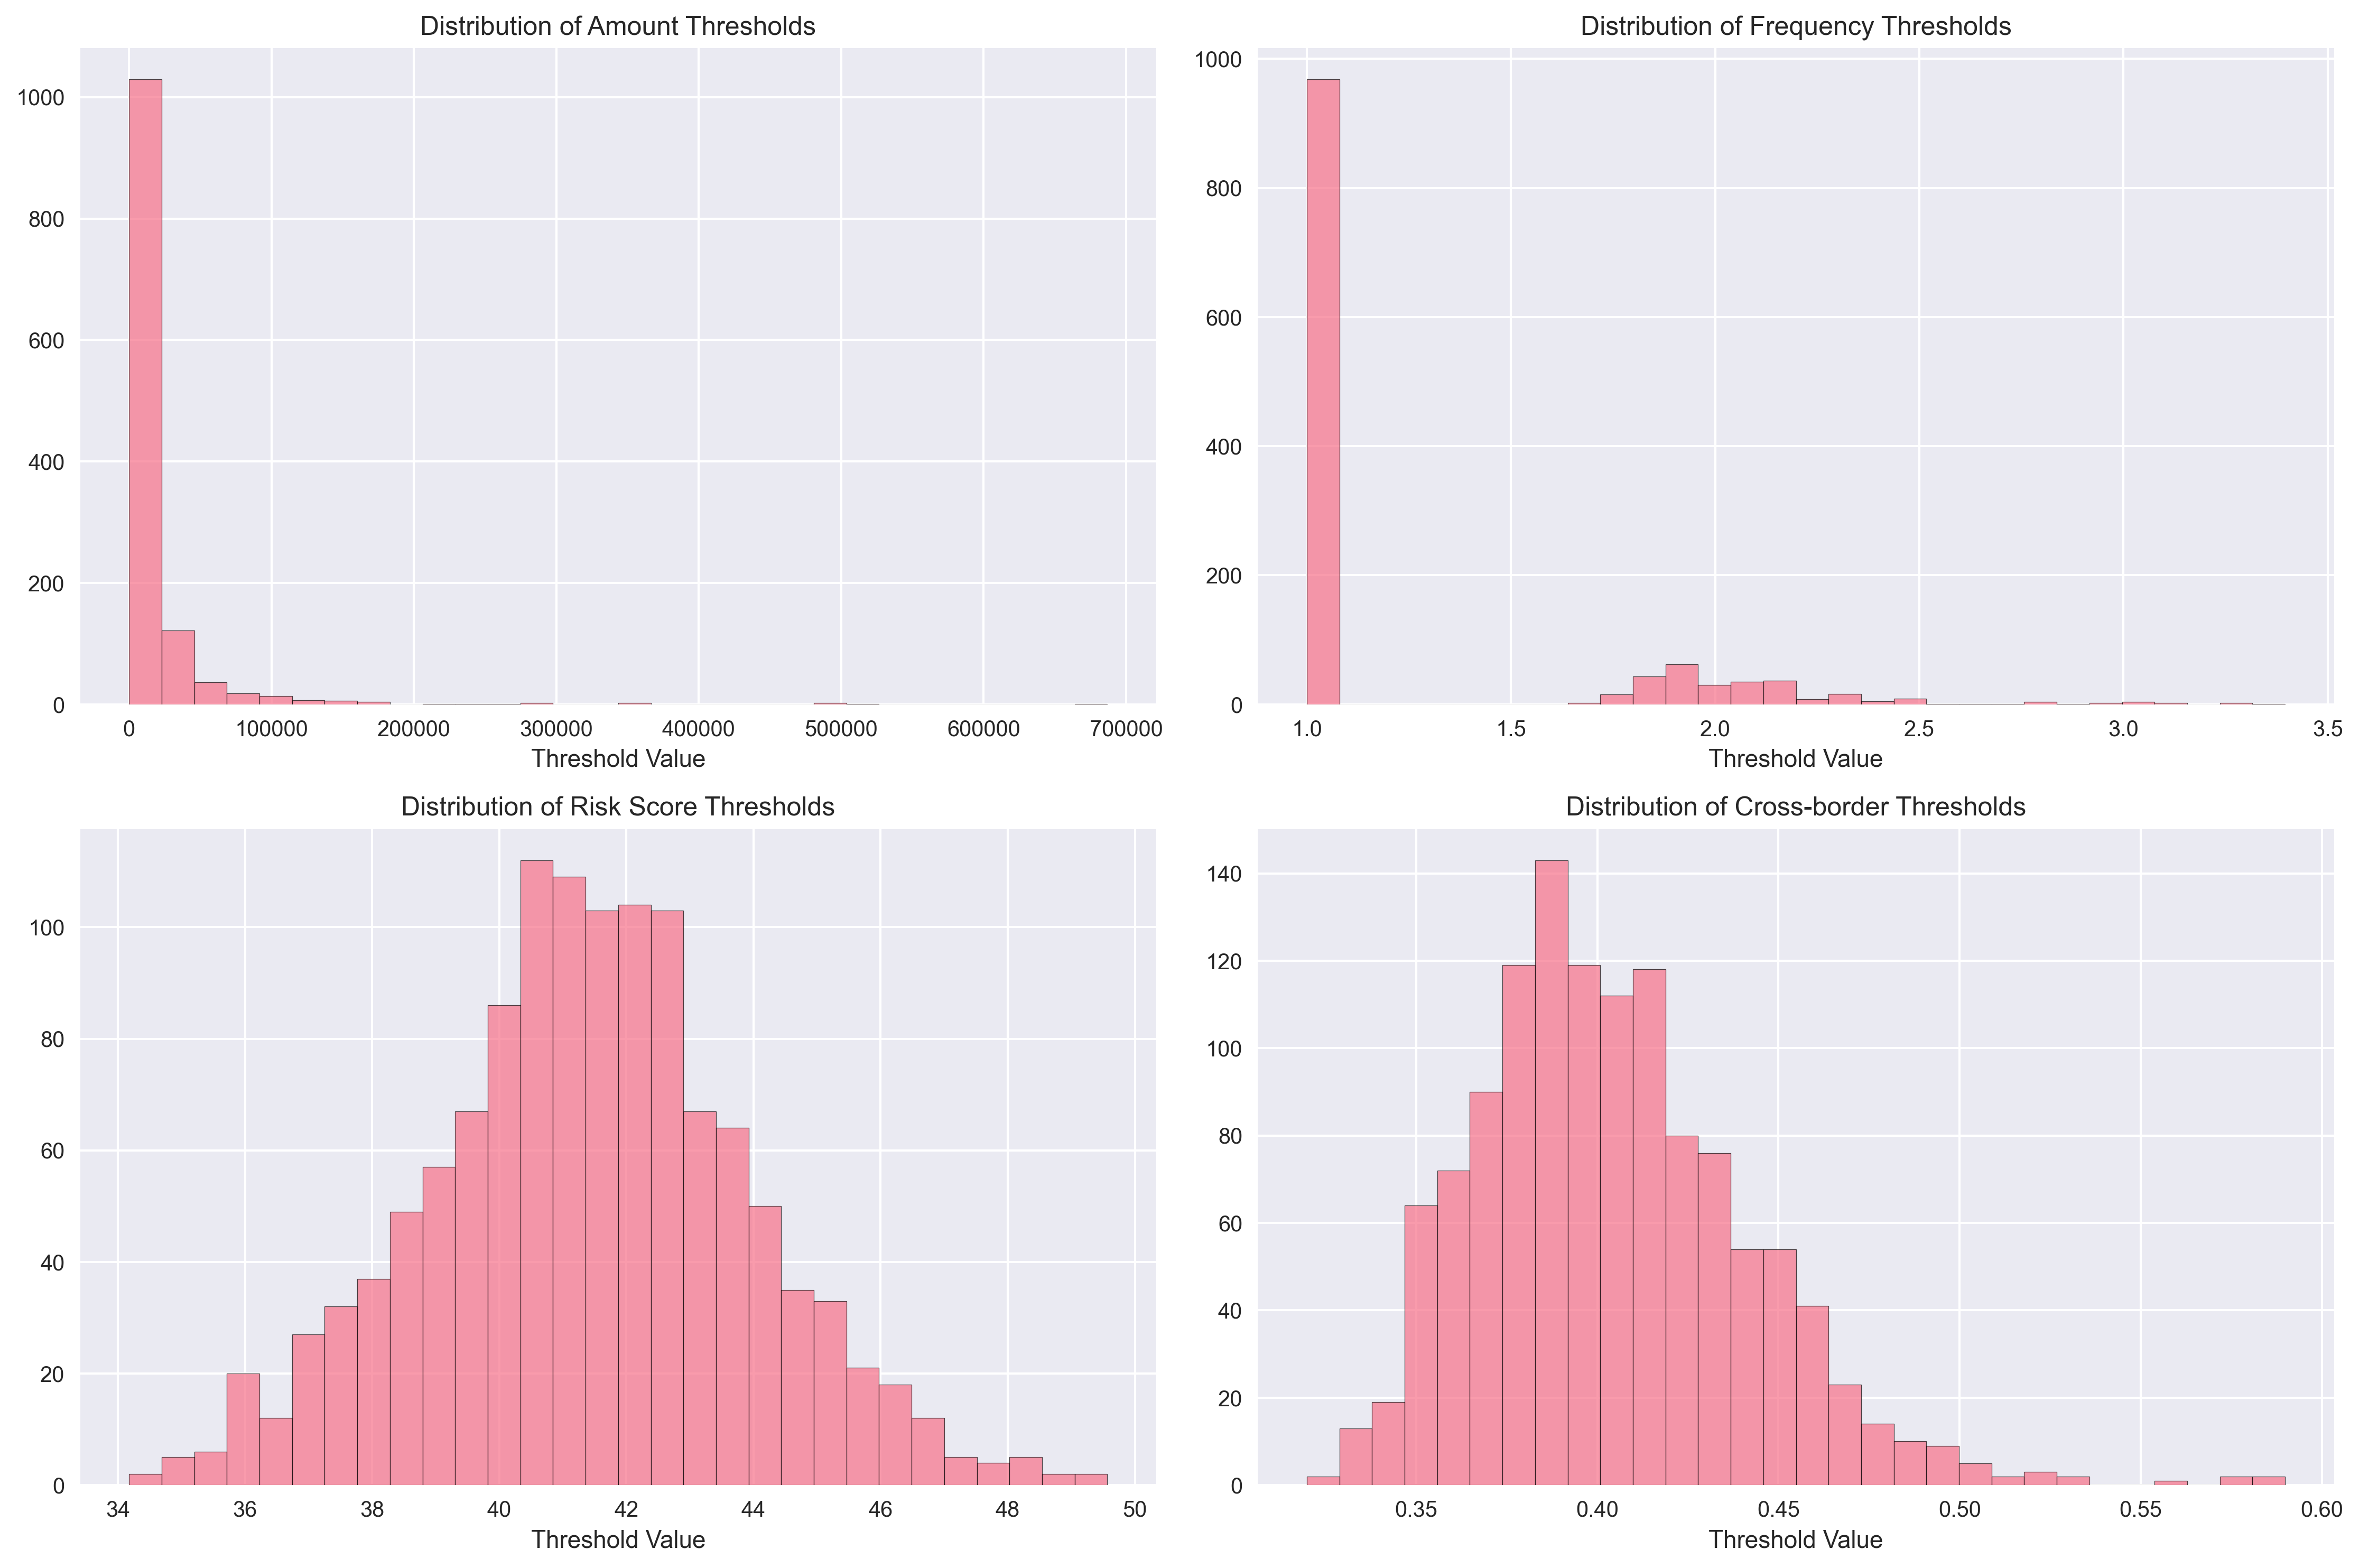 Distribution of Amount Thresholds
1000
800
600
400
200
0
0 100000 200000 300000 400000 500000 600000 700000
Threshold Value
Distribution of Frequency Thresholds
1000
800
600
400
200
0
1.0 1.5 2.0 2.5 3.0 3.5
Threshold Value
Distribution of Risk Score Thresholds
100
80
60
40
20
0
34 36 38 40 42 44 46 48 50
Threshold Value
Distribution of Cross-border Thresholds
140
120
100
80
60
40
20
0
0.35 0.40 0.45 0.50 0.55 0.60
Threshold Value